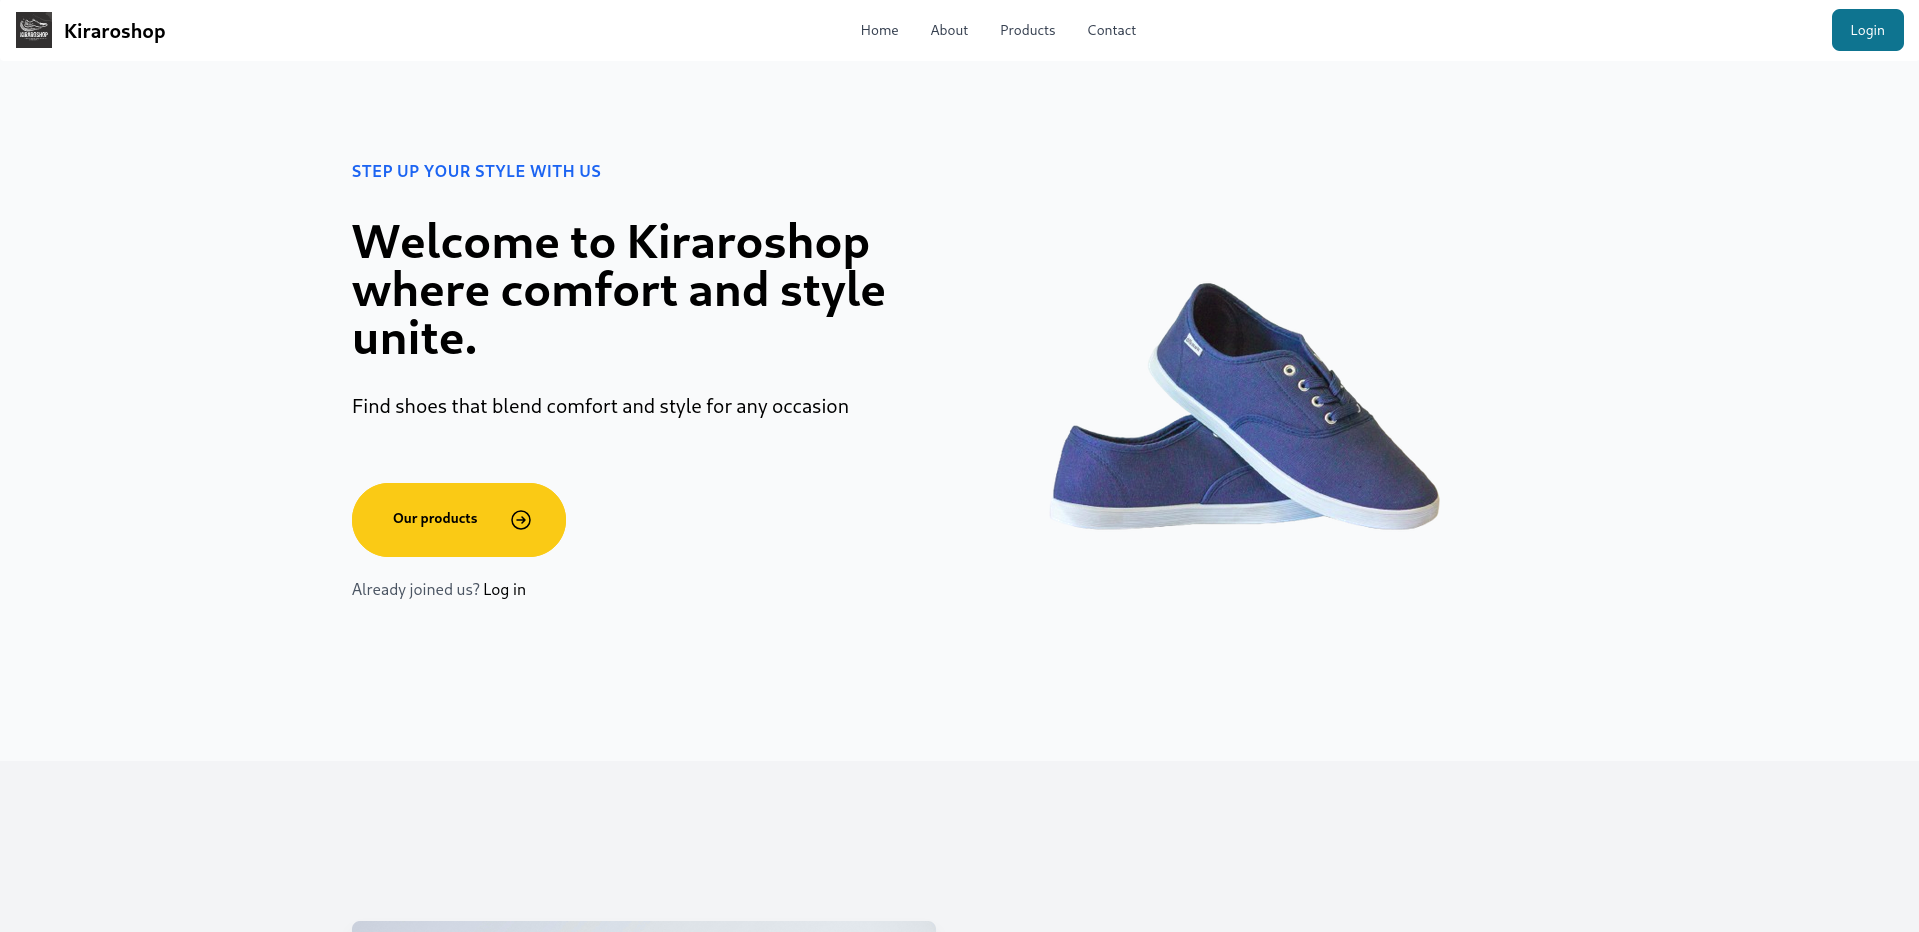 KIRAROSHOP
Kiraroshop
Home
About
Products
Contact
Login
STEP UP YOUR STYLE WITH US
Welcome to Kiraroshop
where comfort and style
unite.
Find shoes that blend comfort and style for any occasion
Our products
Already joined us? Log in